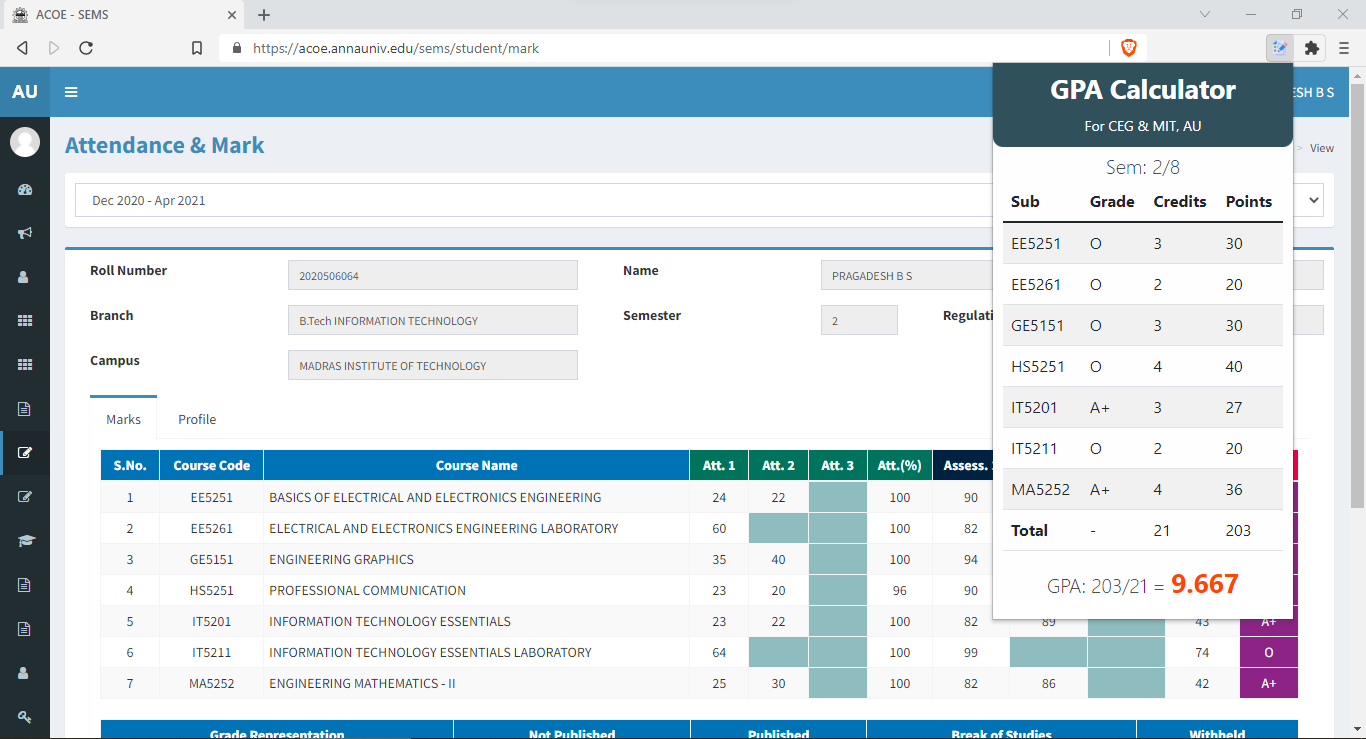 ACOE - SEMS
https://acoe.annauniv.edu/sems/student/mark
AU
ESH B S
GPA Calculator
For CEG & MIT, AU
Attendance & Mark
> View
Dec 2020 - Apr 2021
Roll Number 2020506064 Name PRAGADESH B S
Branch B.Tech INFORMATION TECHNOLOGY Semester 2 Regulati
Campus MADRAS INSTITUTE OF TECHNOLOGY
Marks Profile
S.No. Course Code Course Name Att. 1 Att. 2 Att. 3 Att.(%) Assess.
1 EE5251 BASICS OF ELECTRICAL AND ELECTRONICS ENGINEERING 24 22 100 90
2 EE5261 ELECTRICAL AND ELECTRONICS ENGINEERING LABORATORY 60 100 82
3 GE5151 ENGINEERING GRAPHICS 35 40 100 94
4 HS5251 PROFESSIONAL COMMUNICATION 23 20 96 90
5 IT5201 INFORMATION TECHNOLOGY ESSENTIALS 23 22 100 82 89 43 A+
6 IT5211 INFORMATION TECHNOLOGY ESSENTIALS LABORATORY 64 100 99 74 O
7 MA5252 ENGINEERING MATHEMATICS - II 25 30 100 82 86 42 A+
Grade Representation Not Published Published Break of Studies Withheld
Sem: 2/8
Sub Grade Credits Points
EE5251 O 3 30
EE5261 O 2 20
GE5151 O 3 30
HS5251 O 4 40
IT5201 A+ 3 27
IT5211 O 2 20
MA5252 A+ 4 36
Total - 21 203
GPA: 203/21 = 9.667